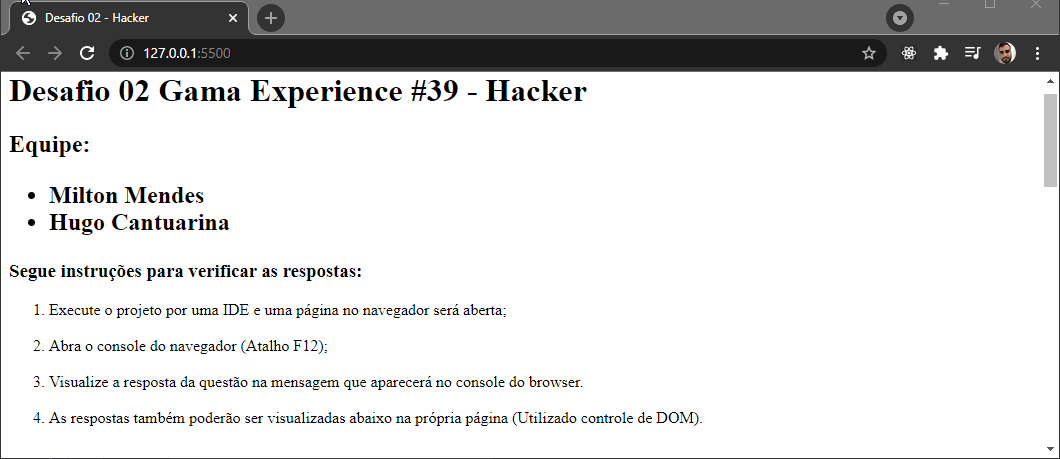 Desafio 02 - Hacker
127.0.0.1:5500
Desafio 02 Gama Experience #39 - Hacker
Equipe:
• Milton Mendes
• Hugo Cantuarina
Segue instruções para verificar as respostas:
1. Execute o projeto por uma IDE e uma página no navegador será aberta;
2. Abra o console do navegador (Atalho F12);
3. Visualize a resposta da questão na mensagem que aparecerá no console do browser.
4. As respostas também poderão ser visualizadas abaixo na própria página (Utilizado controle de DOM).